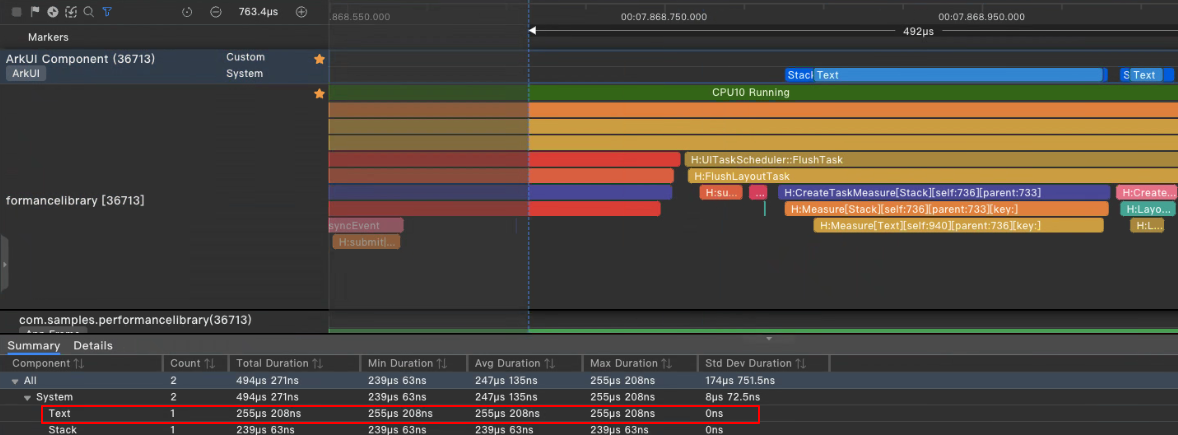 763.4µs
.868.550.000 00:07.868.750.000 00:07.868.950.000
Markers
492µs
ArkUI Component (36713) Custom
ArkUI System
Stack Text S Text
CPU10 Running
H:UITaskScheduler::FlushTask
H:FlushLayoutTask
formancelibrary [36713]
H:su... ... H:CreateTaskMeasure[Stack][self:736][parent:733] H:Create...
H:Measure[Stack][self:736][parent:733][key:] H:Layo...
syncEvent H:Measure[Text][self:940][parent:736][key:] H:L...
H:submitI...
com.samples.performancelibrary(36713)
App Frame
Summary Details
Component Count Total Duration Min Duration Avg Duration Max Duration Std Dev Duration
All 2 494µs 271ns 239µs 63ns 247µs 135ns 255µs 208ns 174µs 751.5ns
System 2 494µs 271ns 239µs 63ns 247µs 135ns 255µs 208ns 8µs 72.5ns
Text 1 255µs 208ns 255µs 208ns 255µs 208ns 255µs 208ns 0ns
Stack 1 239µs 63ns 239µs 63ns 239µs 63ns 239µs 63ns 0ns